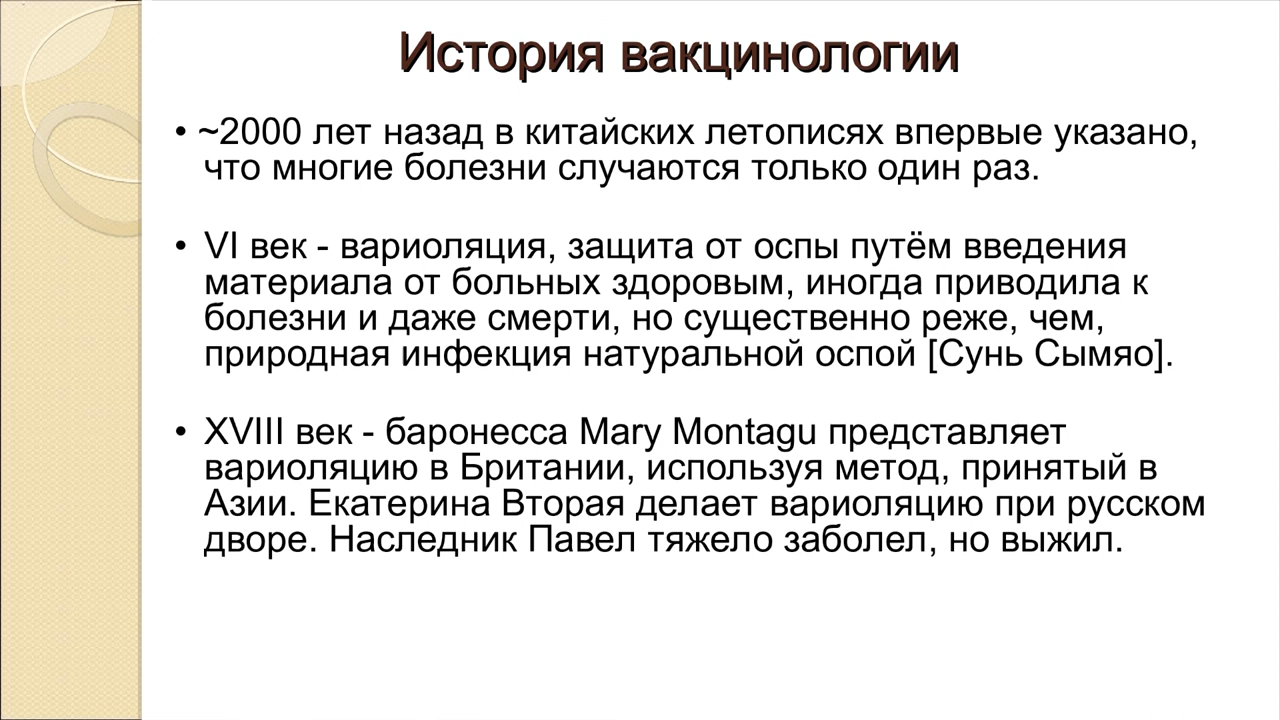 История вакцинологии
• ~2000 лет назад в китайских летописях впервые указано,
что многие болезни случаются только один раз.
• VI век - вариоляция, защита от оспы путём введения
материала от больных здоровым, иногда приводила к
болезни и даже смерти, но существенно реже, чем,
природная инфекция натуральной оспой [Сунь Сымяо].
• XVIII век - баронесса Mary Montagu представляет
вариоляцию в Британии, используя метод, принятый в
Азии. Екатерина Вторая делает вариоляцию при русском
дворе. Наследник Павел тяжело заболел, но выжил.